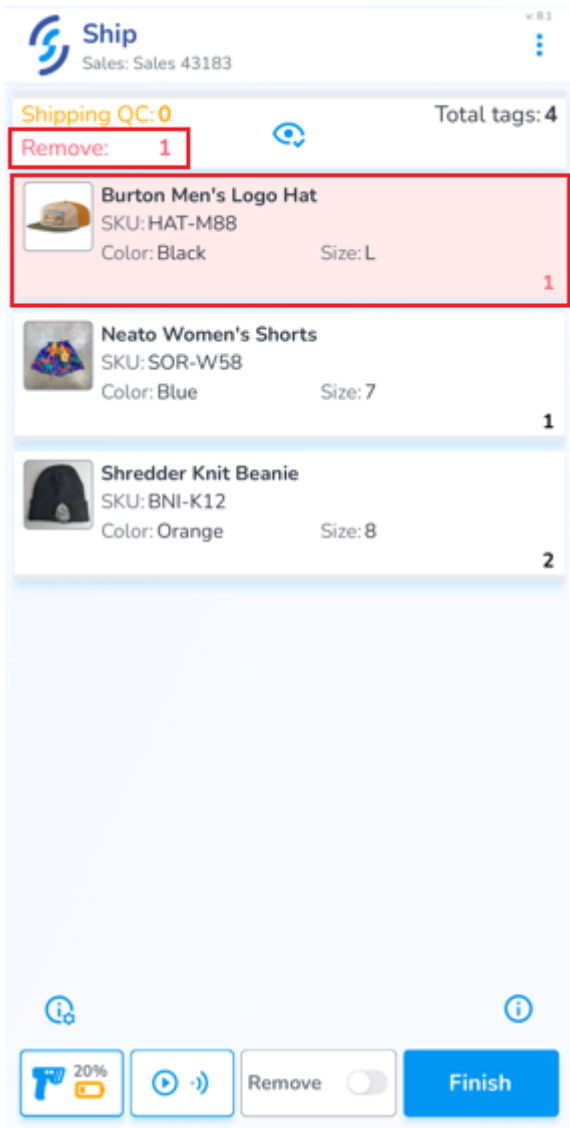 v: 8.1
Ship
Sales: Sales 43183
Shipping QC: 0
Total tags: 4
Remove: 1
Burton Men's Logo Hat
SKU: HAT-M88
Color: Black Size: L
1
Neato Women's Shorts
SKU: SOR-W58
Color: Blue Size: 7
1
Shredder Knit Beanie
SKU: BNI-K12
Color: Orange Size: 8
2
20%
Remove
Finish